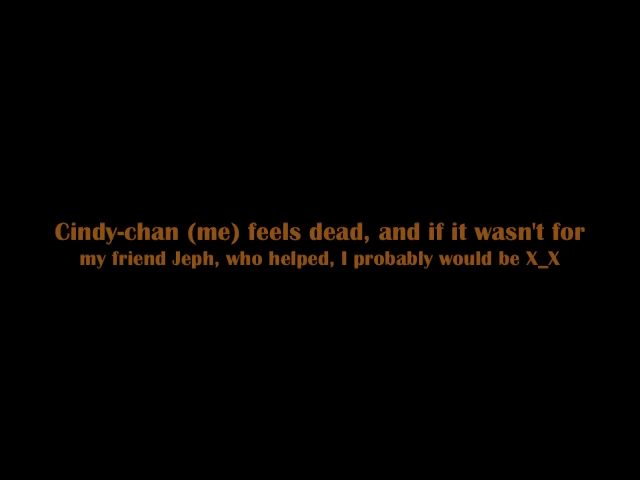 Cindy-chan (me) feels dead, and if it wasn't for
my friend Jeph, who helped, I probably would be X_X